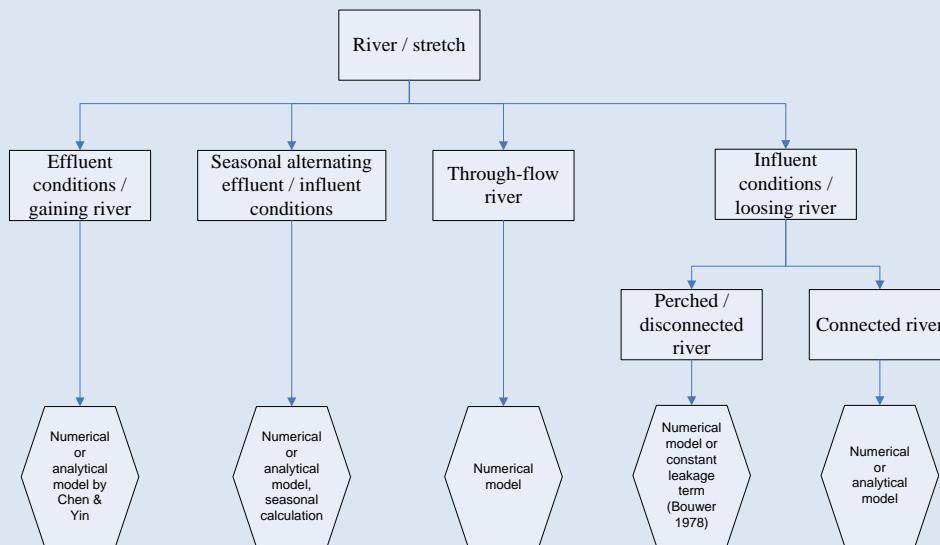 River / stretch
Effluent
conditions /
gaining river
Seasonal alternating
effluent / influent
conditions
Through-flow
river
Influent
conditions /
loosing river
Perched /
disconnected
river
Connected river
Numerical
or
analytical
model by
Chen &
Yin
Numerical
or
analytical
model,
seasonal
calculation
Numerical
model
Numerical
model or
constant
leakage
term
(Bouwer
1978)
Numerical
or
analytical
model